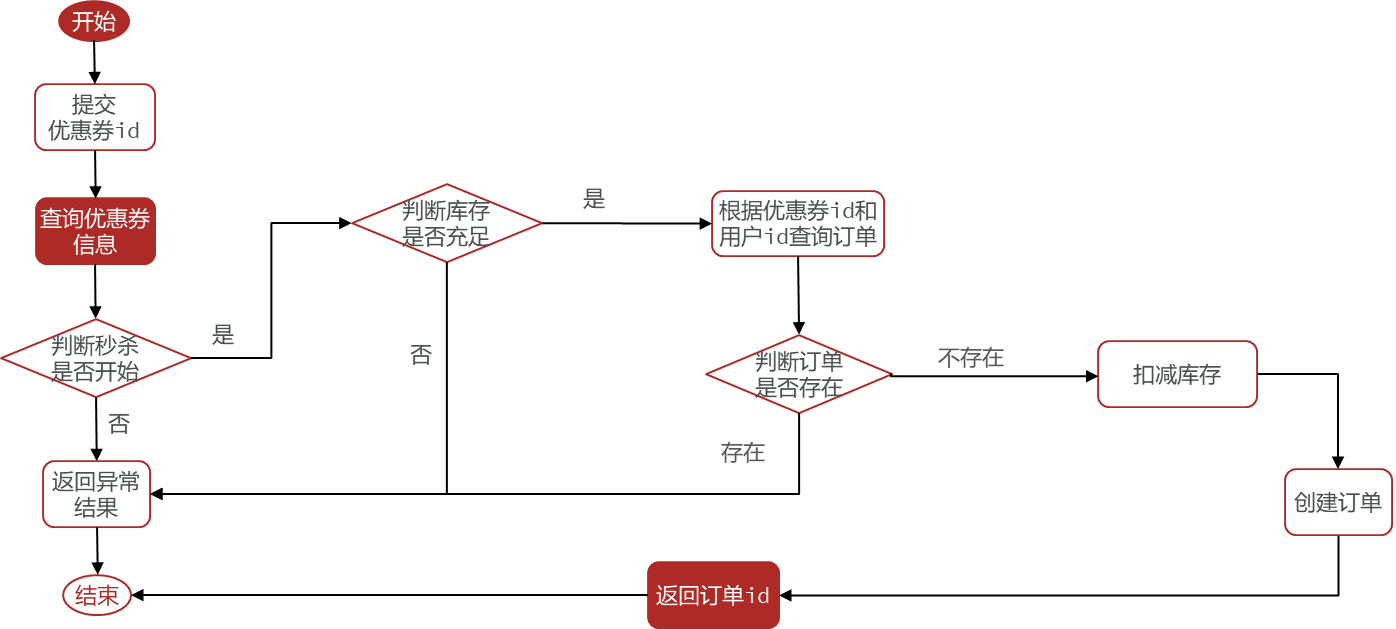 开始
提交
优惠券id
查询优惠券
信息
判断秒杀
是否开始
是
否
返回异常
结果
结束
判断库存
是否充足
是
否
根据优惠券id和
用户id查询订单
判断订单
是否存在
不存在
存在
扣减库存
创建订单
返回订单id